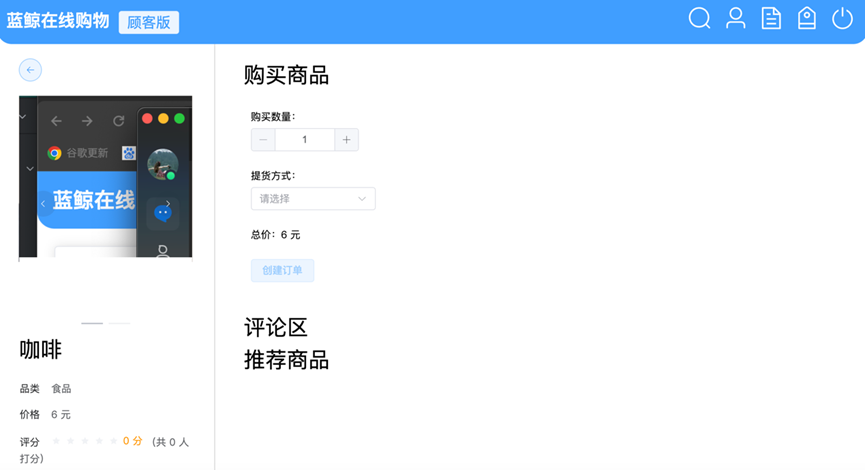 蓝鲸在线购物 顾客版
谷歌更新
蓝鲸在线
咖啡
品类 食品
价格 6 元
评分 0 分 (共 0 人
打分)
购买商品
购买数量:
1
提货方式:
请选择
总价: 6 元
创建订单
评论区
推荐商品